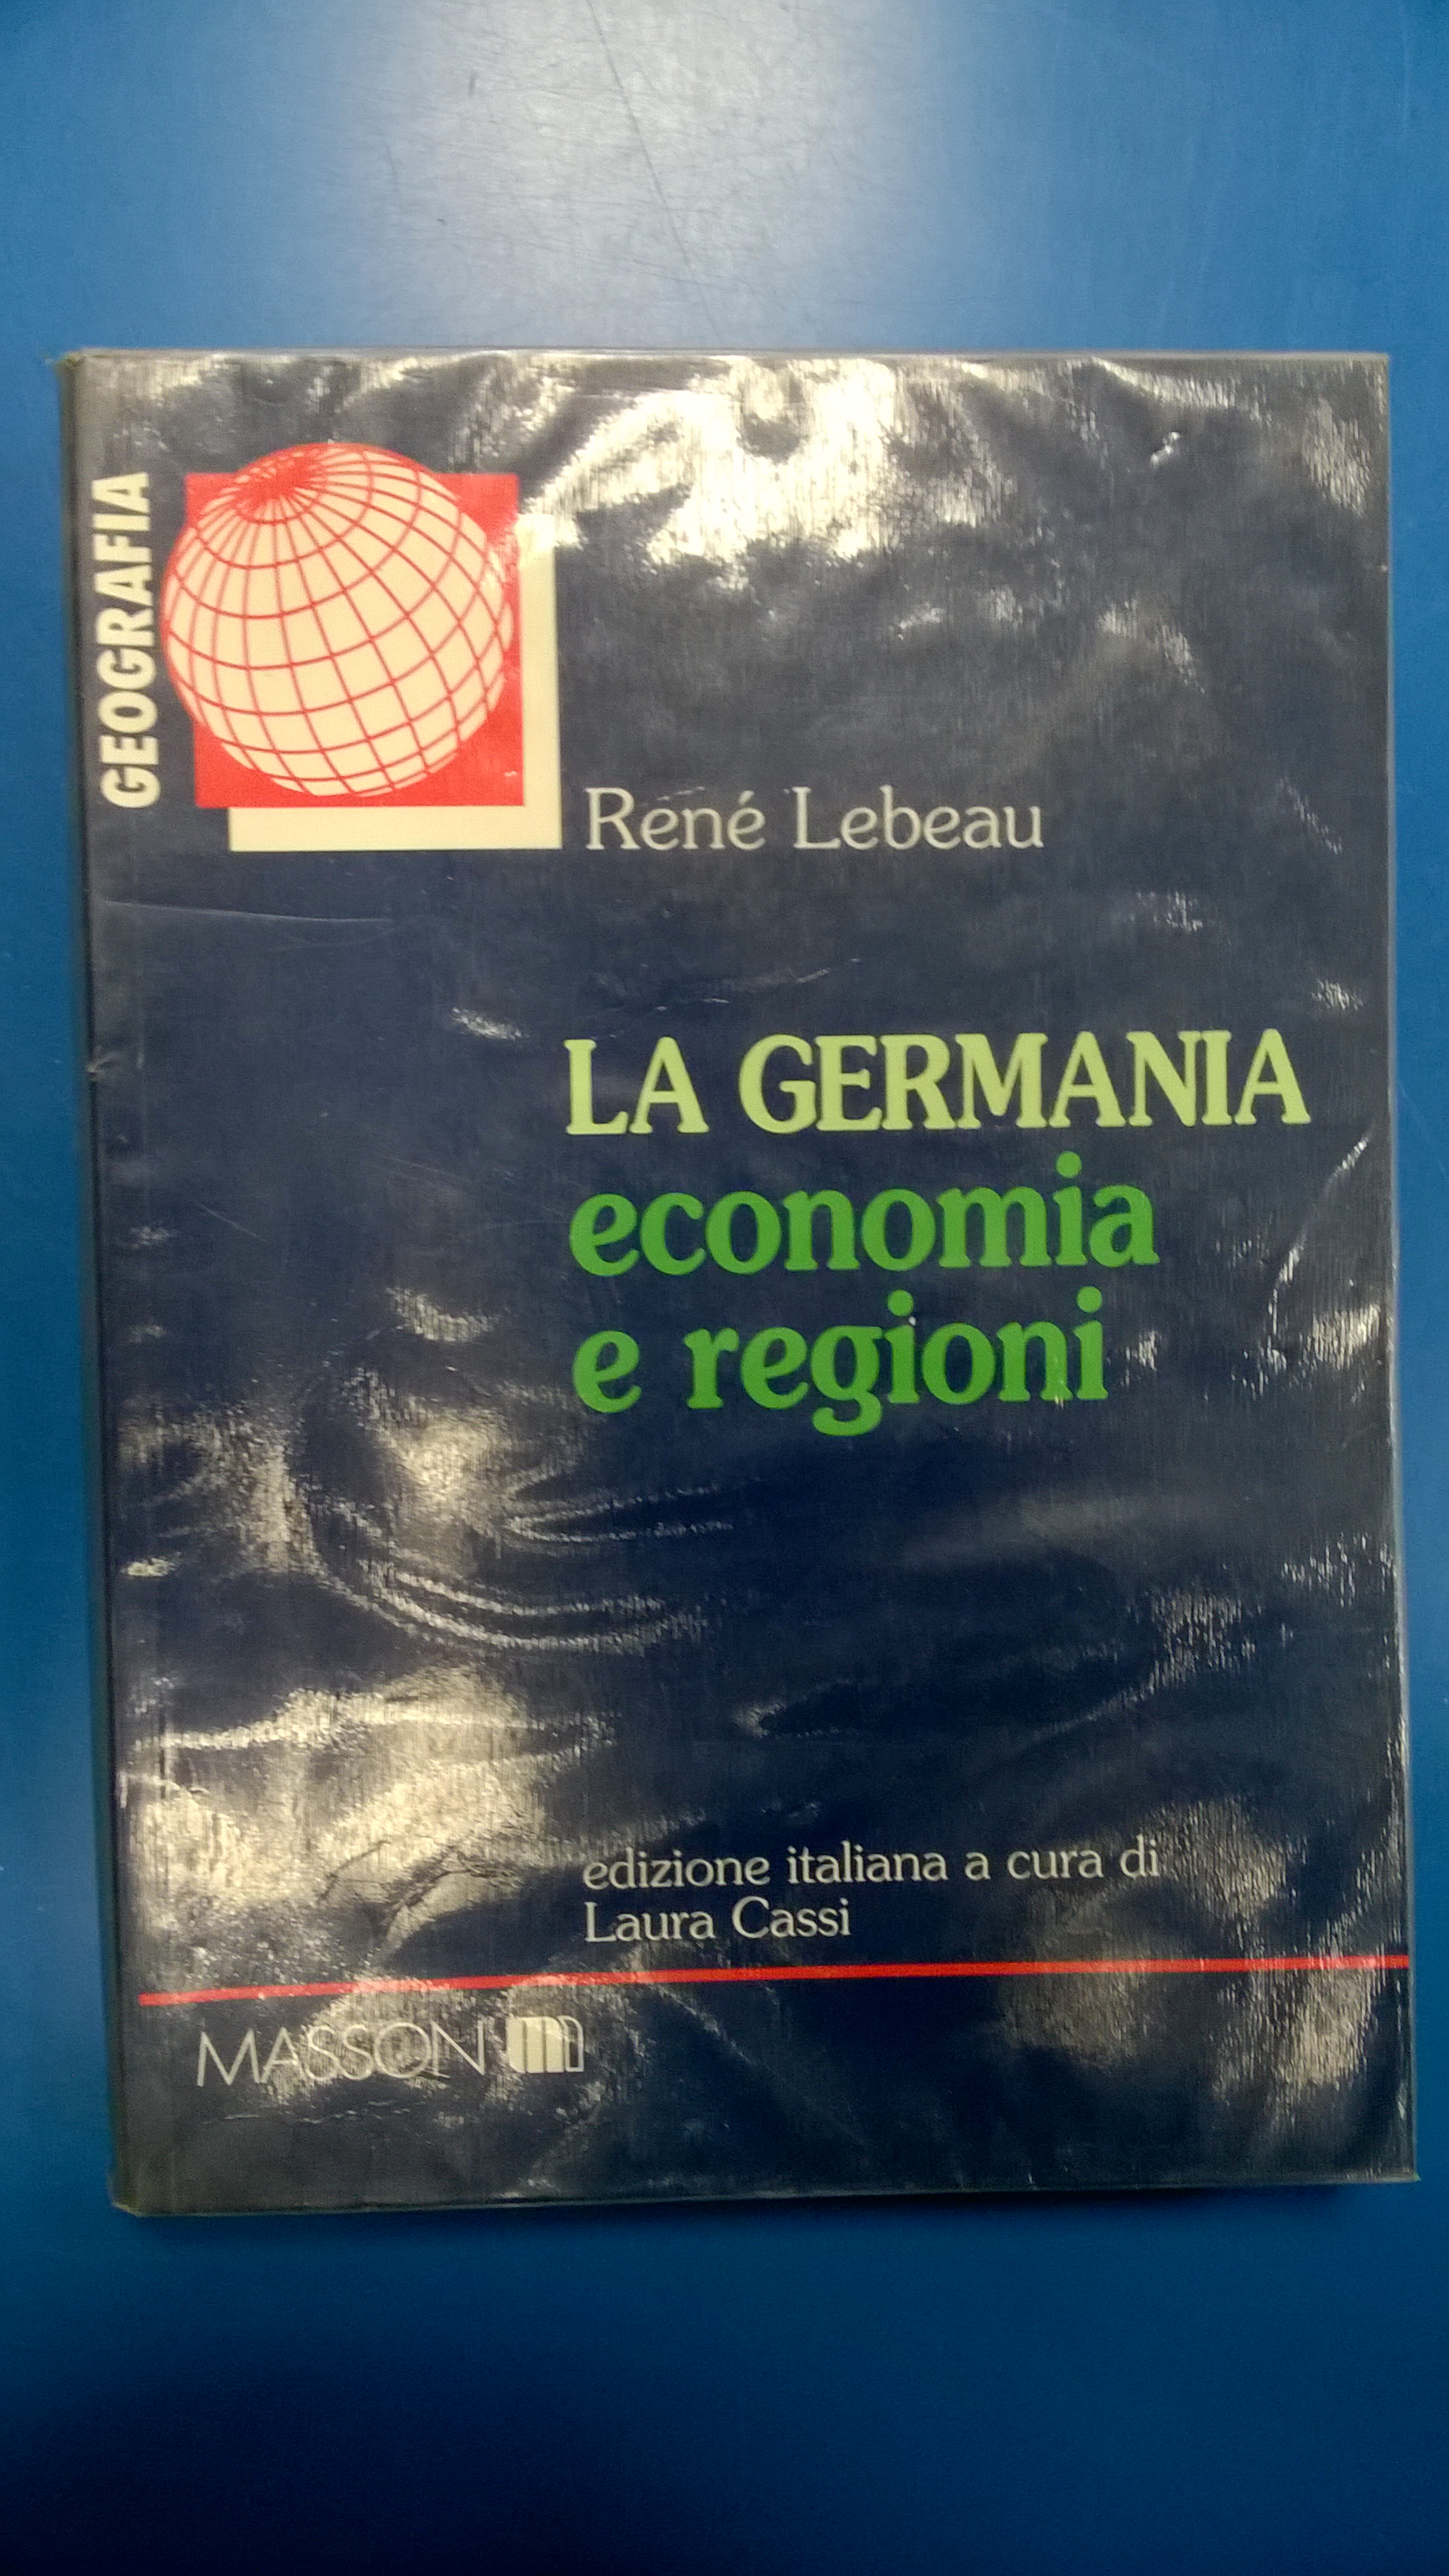 GEOGRAFIA
René Lebeau
LA GERMANIA
economia
e regioni
edizione italiana a cura di
Laura Cassi
MASSON m